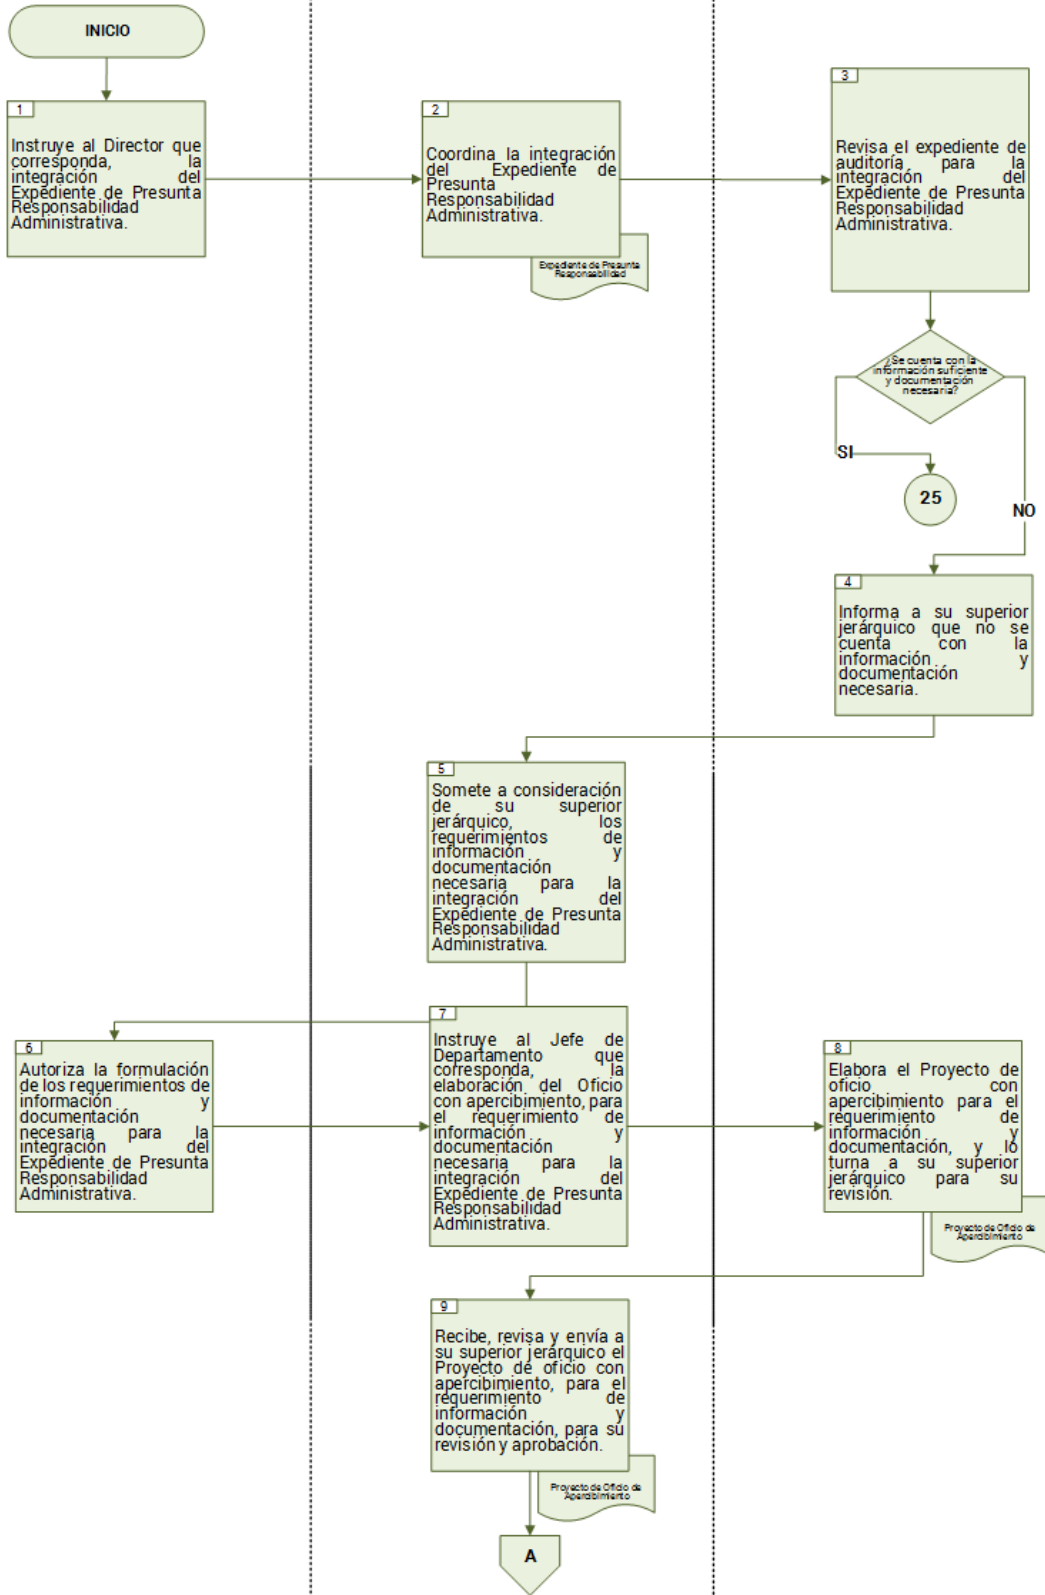 INICIO
1
Instruye al Director que
corresponda, la
integración del
Expediente de Presunta
Responsabilidad
Administrativa.
2
Coordina la integración
del Expediente de
Presunta
Responsabilidad
Administrativa.
Expediente de Presunta
Responsabilidad
3
Revisa el expediente de
auditoría para la
integración del
Expediente de Presunta
Responsabilidad
Administrativa.
¿Se cuenta con la
información suficiente
y documentación
necesaria?
SI
25
NO
4
Informa a su superior
jerárquico que no se
cuenta con la
información y
documentación
necesaria.
5
Somete a consideración
de su superior
jerárquico, los
requerimientos de
información y
documentación
necesaria para la
integración del
Expediente de Presunta
Responsabilidad
Administrativa.
6
Autoriza la formulación
de los requerimientos de
información y
documentación
necesaria para la
integración del
Expediente de Presunta
Responsabilidad
Administrativa.
7
Instruye al Jefe de
Departamento que
corresponda, la
elaboración del Oficio
con apercibimiento, para
el requerimiento de
información y
documentación
necesaria para la
integración del
Expediente de Presunta
Responsabilidad
Administrativa.
8
Elabora el Proyecto de
oficio con
apercibimiento para el
requerimiento de
información y
documentación, y lo
turna a su superior
jerárquico para su
revisión.
Proyecto de Oficio de
Apercibimiento
9
Recibe, revisa y envía a
su superior jerárquico el
Proyecto de oficio con
apercibimiento, para el
requerimiento de
información y
documentación, para su
revisión y aprobación.
Proyecto de Oficio de
Apercibimiento
A